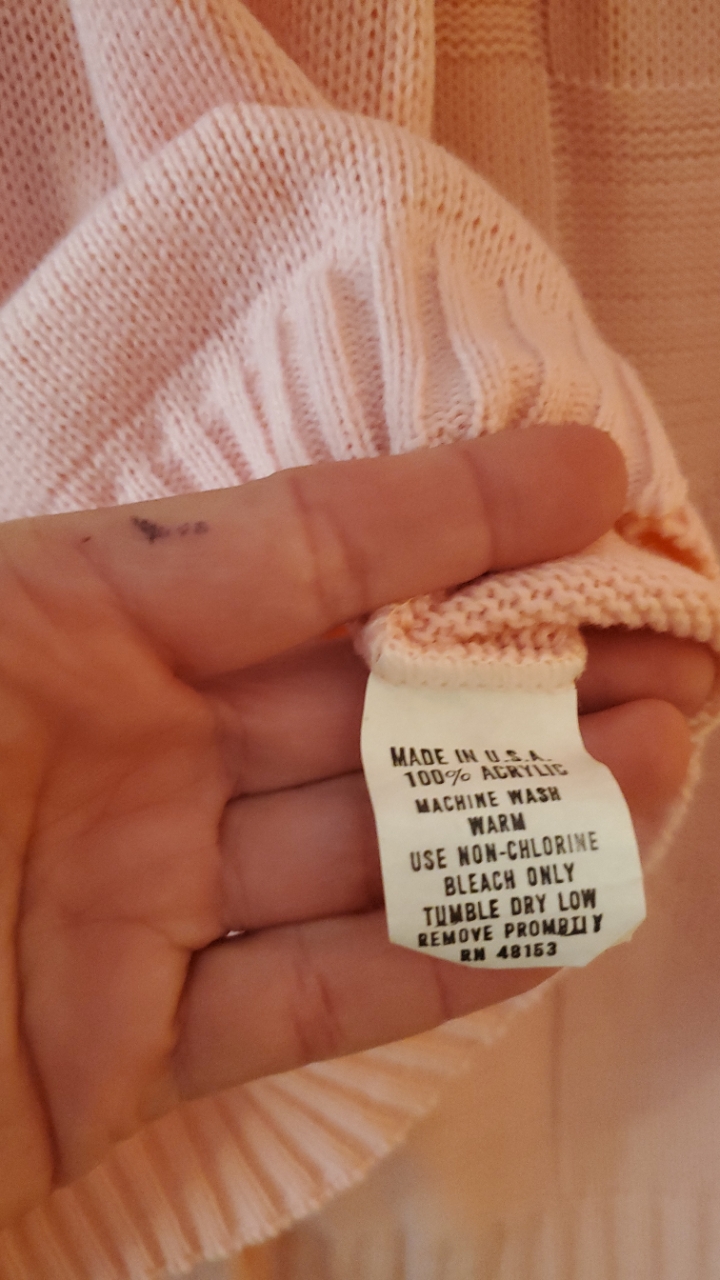 MADE IN U.S.A.
100% ACRYLIC
MACHINE WASH
WARM
USE NON-CHLORINE
BLEACH ONLY
TUMBLE DRY LOW
REMOVE PROMPTLY
RN 48153